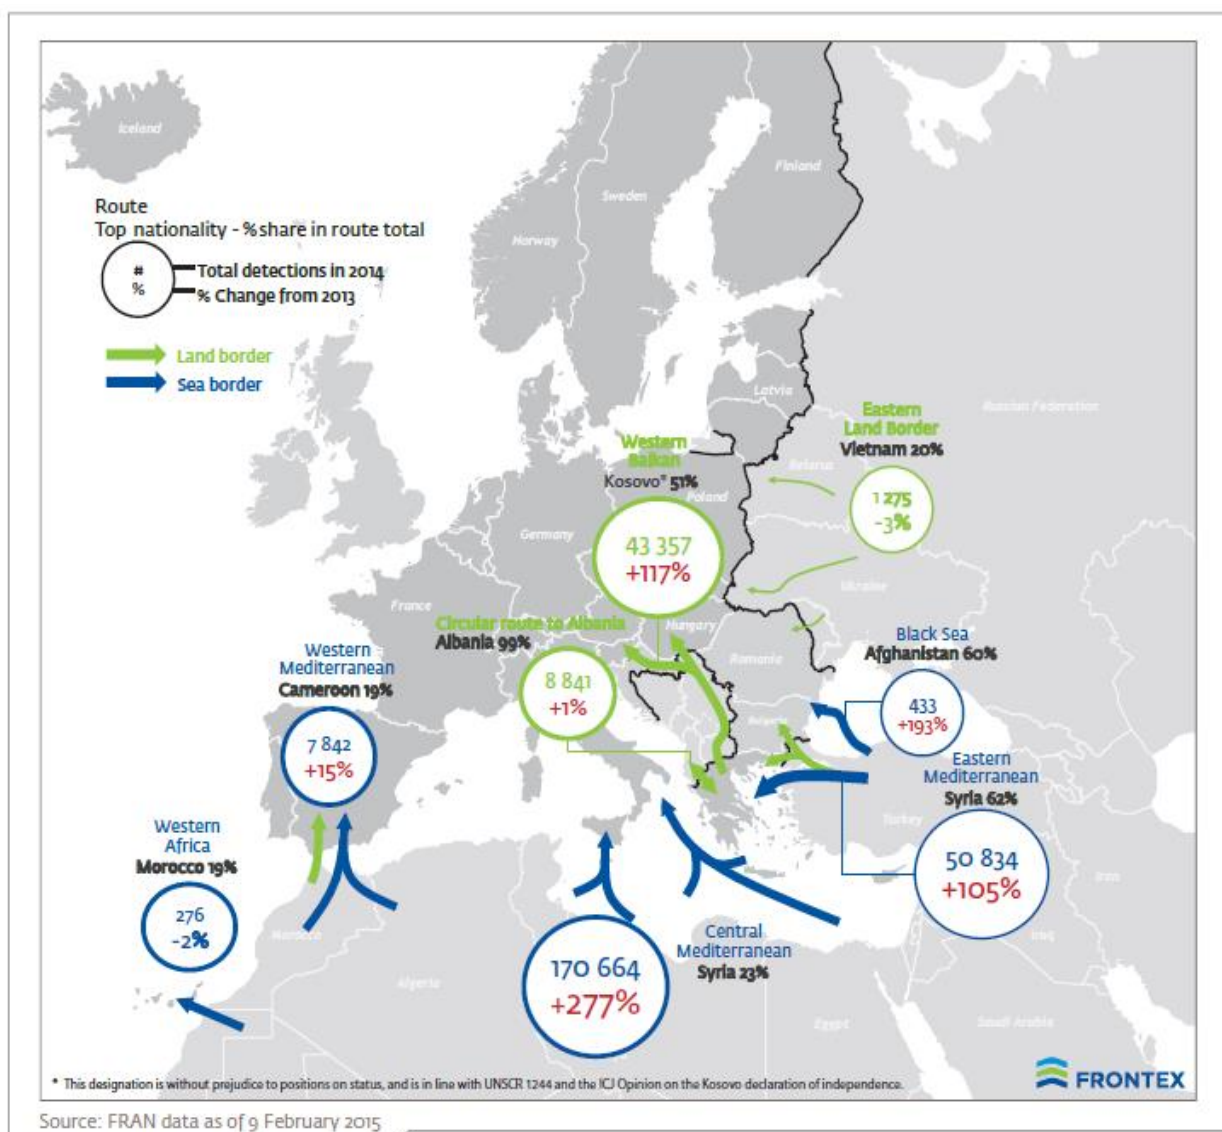 Iceland
Finland
Sweden
Norway
Route
Top nationality - % share in route total
#
%
Total detections in 2014
% Change from 2013
Land border
Sea border
Latvia
Russian Federation
Eastern
Land Border
Vietnam 20%
1 275
-3%
Belarus
Western
Balkan
Kosovo* 51%
Poland
43 357
+117%
Germany
Ukraine
France
Circular route to Albania
Albania 99%
8 841
+1%
Hungary
Romania
Black Sea
Afghanistan 60%
433
+193%
Bulgaria
Western
Mediterranean
Cameroon 19%
7 842
+15%
Eastern
Mediterranean
Syria 62%
Turkey
50 834
+105%
Western
Africa
Morocco 19%
276
-2%
Morocco
Central
Mediterranean
Syria 23%
170 664
+277%
Iran
Iraq
Algeria
Egypt
Saudi Arabia
* This designation is without prejudice to positions on status, and is in line with UNSCR 1244 and the ICJ Opinion on the Kosovo declaration of independence.
FRONTEX
Source: FRAN data as of 9 February 2015